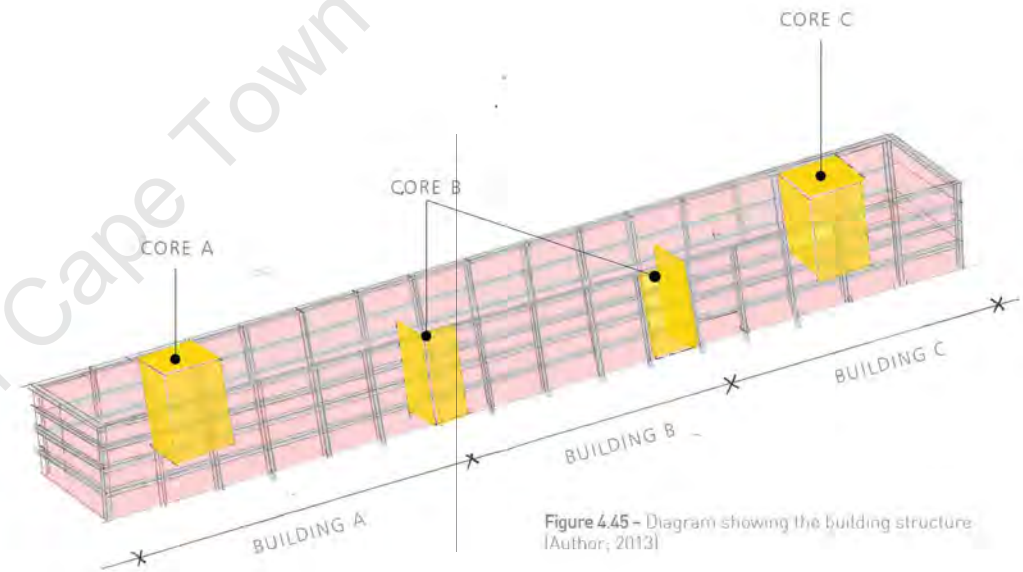 CORE C
CORE B
CORE A
Cape Town
BUILDING A
BUILDING B
BUILDING C
Figure 4.45 – Diagram showing the building structure
(Author; 2013)